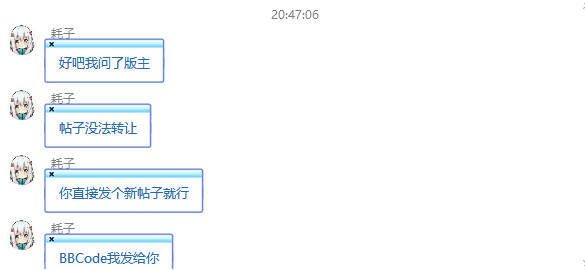 20:47:06
耗子
好吧我问了版主
耗子
帖子没法转让
耗子
你直接发个新帖子就行
耗子
BBCode我发给你